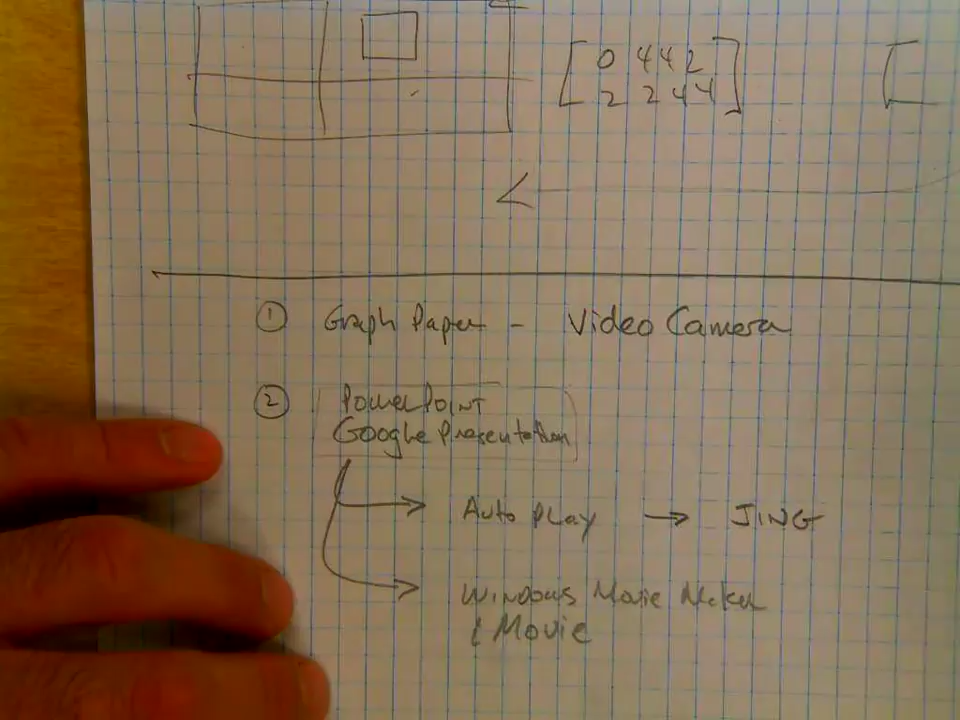 0 4 4 2
2 2 4 4
① Graph Paper - Video Camera
② PowerPoint
Google Presentation
Auto play → JING
Windows Movie Maker
iMovie